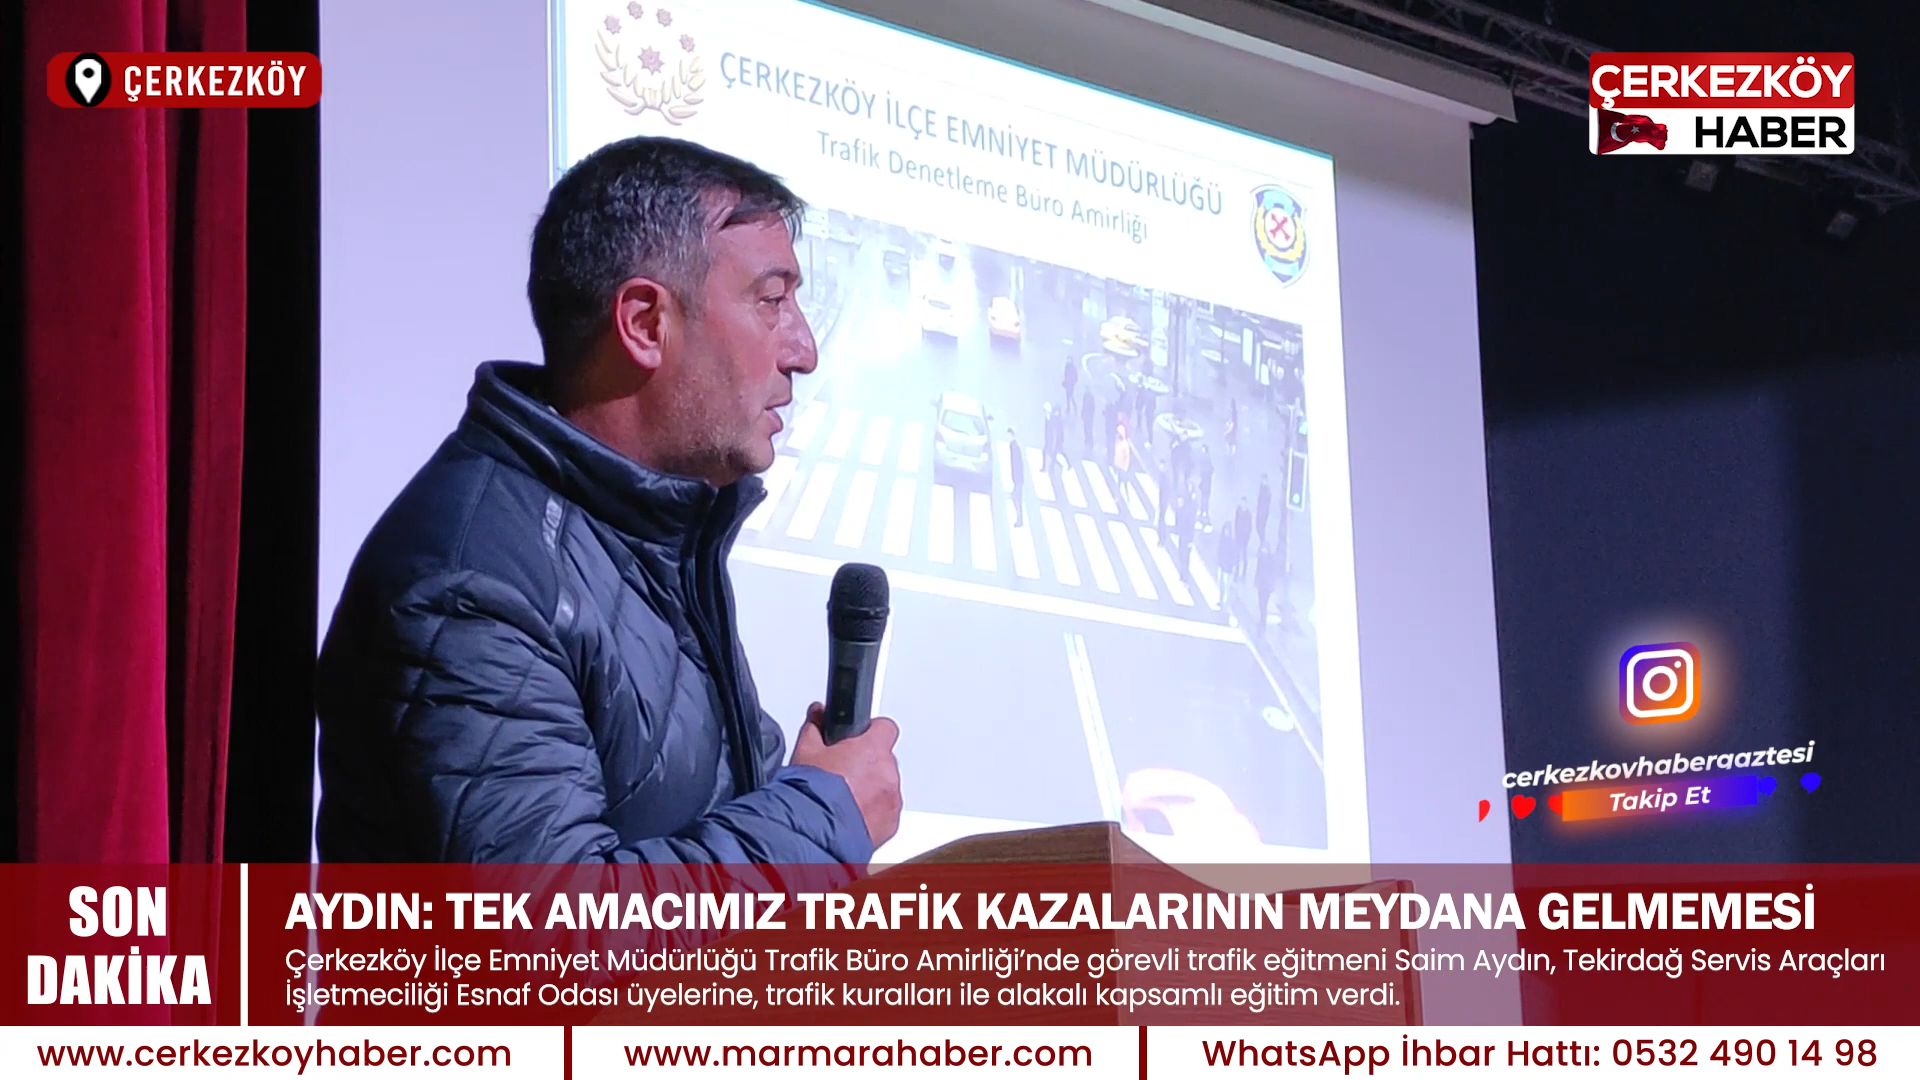 ÇERKEZKÖY
ÇERKEZKÖY
HABER
ÇERKEZKÖY İLÇE EMNİYET MÜDÜRLÜĞÜ
Trafik Denetleme Büro Amirliği
cerkezkoyhabergaztesi
Takip Et
SON
DAKİKA
AYDIN: TEK AMACIMIZ TRAFİK KAZALARININ MEYDANA GELMEMESİ
Çerkezköy İlçe Emniyet Müdürlüğü Trafik Büro Amirliği’nde görevli trafik eğitmeni Saim Aydın, Tekirdağ Servis Araçları
İşletmeciliği Esnaf Odası üyelerine, trafik kuralları ile alakalı kapsamlı eğitim verdi.
www.cerkezkoyhaber.com
www.marmarahaber.com
WhatsApp İhbar Hattı: 0532 490 14 98